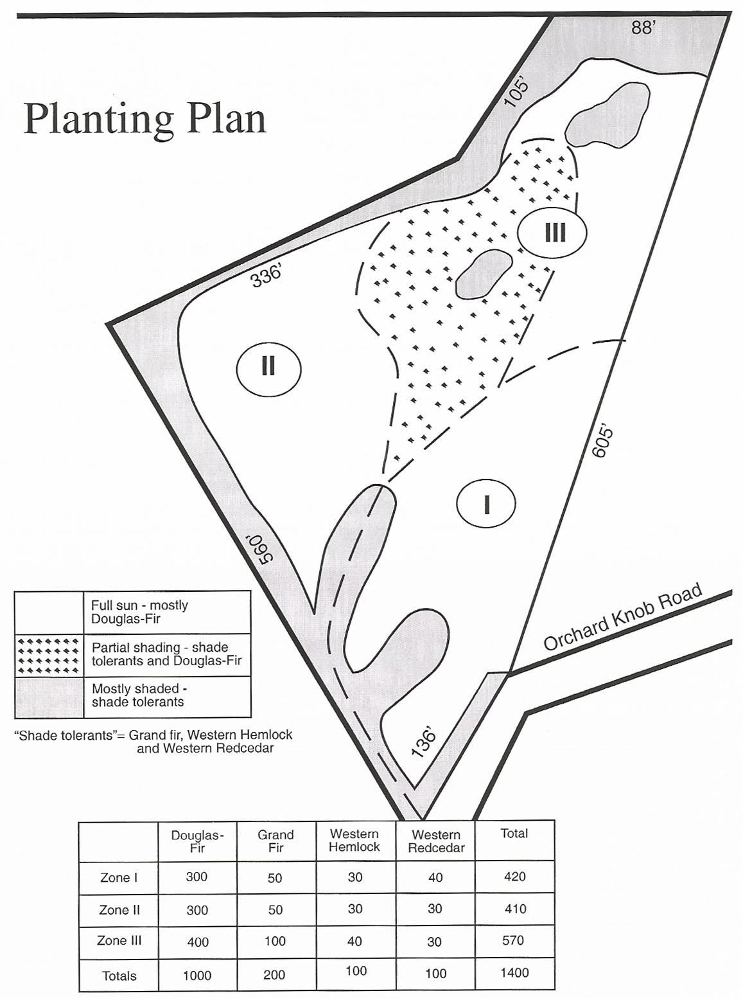 88’
105’
Planting Plan
III
336’
II
605’
I
560’
Orchard Knob Road
Full sun - mostly
Douglas-Fir
Partial shading - shade
tolerants and Douglas-Fir
Mostly shaded -
shade tolerants
“Shade tolerants”= Grand fir, Western Hemlock
and Western Redcedar
136’
Douglas-Fir Grand Fir Western Hemlock Western Redcedar Total
Zone I 300 50 30 40 420
Zone II 300 50 30 30 410
Zone III 400 100 40 30 570
Totals 1000 200 100 100 1400